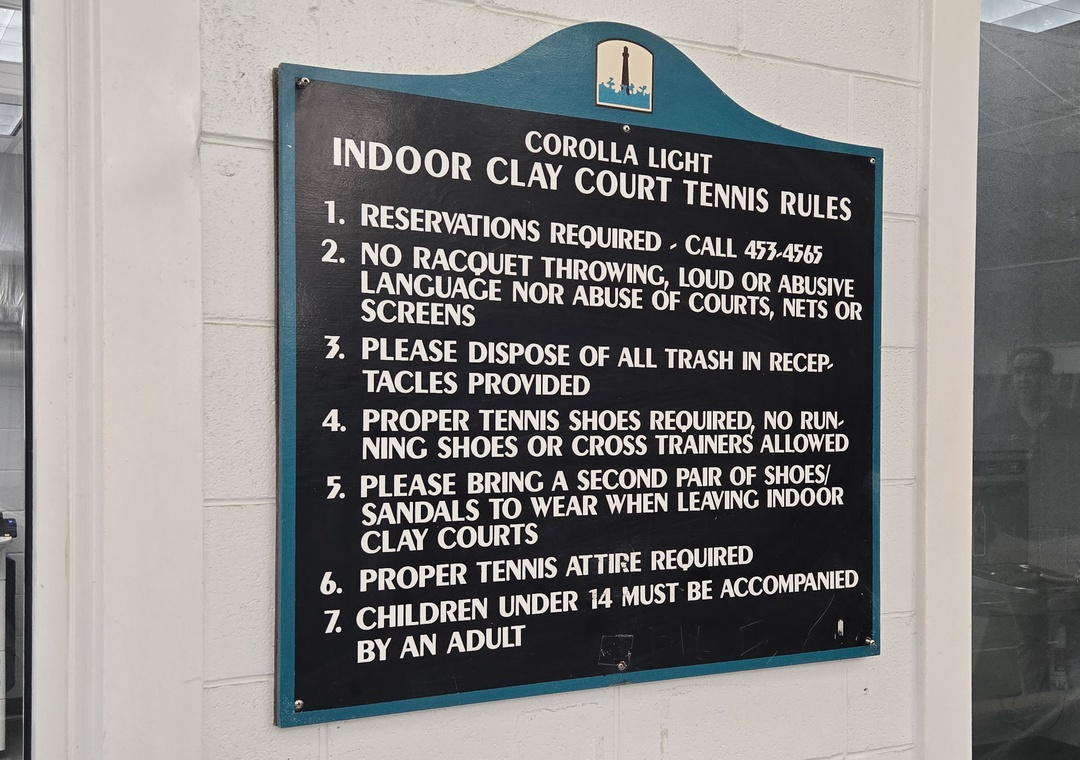 COROLLA LIGHT
INDOOR CLAY COURT TENNIS RULES
1. RESERVATIONS REQUIRED - CALL 453-4565
2. NO RACQUET THROWING, LOUD OR ABUSIVE
LANGUAGE NOR ABUSE OF COURTS, NETS OR
SCREENS
3. PLEASE DISPOSE OF ALL TRASH IN RECEP-
TACLES PROVIDED
4. PROPER TENNIS SHOES REQUIRED, NO RUN-
NING SHOES OR CROSS TRAINERS ALLOWED
5. PLEASE BRING A SECOND PAIR OF SHOES/
SANDALS TO WEAR WHEN LEAVING INDOOR
CLAY COURTS
6. PROPER TENNIS ATTIRE REQUIRED
7. CHILDREN UNDER 14 MUST BE ACCOMPANIED
BY AN ADULT